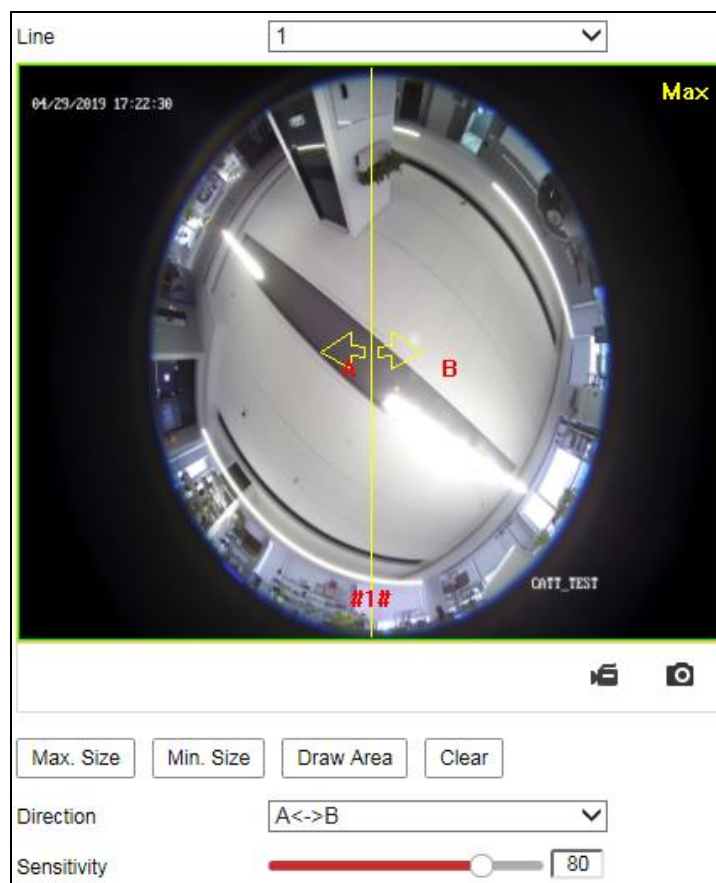 Line 1
Max
04/29/2019 17:22:30
A B
CATT_TEST
#1#
Max. Size Min. Size Draw Area Clear
Direction A<->B
Sensitivity 80